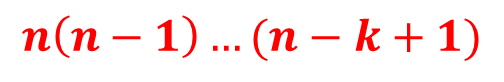 n(n − 1) … (n − k + 1)